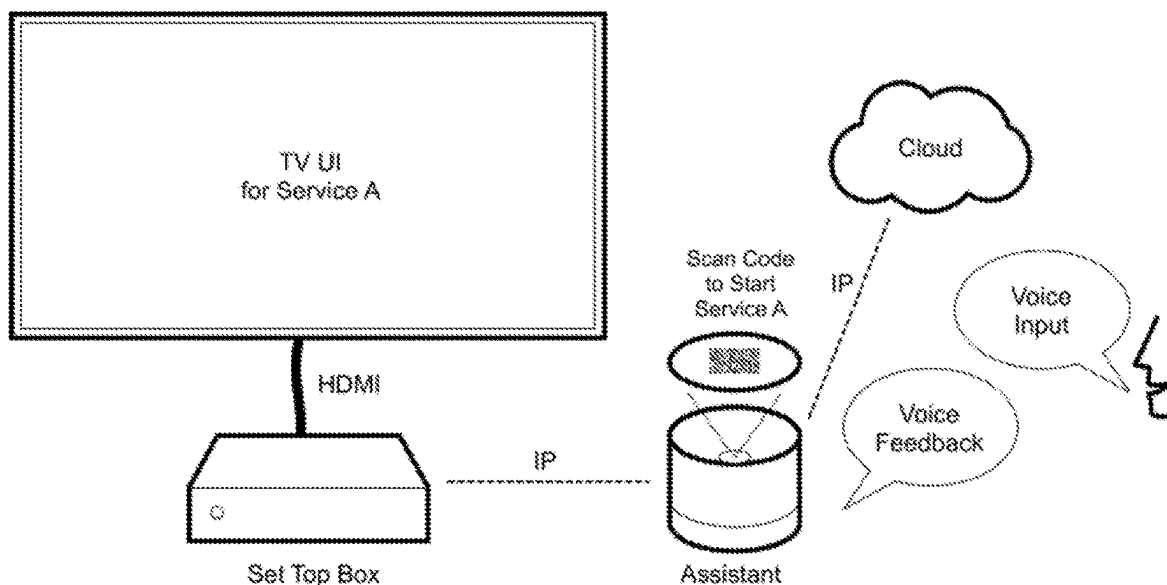 TV UI
for Service A
Cloud
Scan Code
to Start
Service A
IP
Voice
Input
HDMI
Voice
Feedback
IP
Set Top Box
Assistant